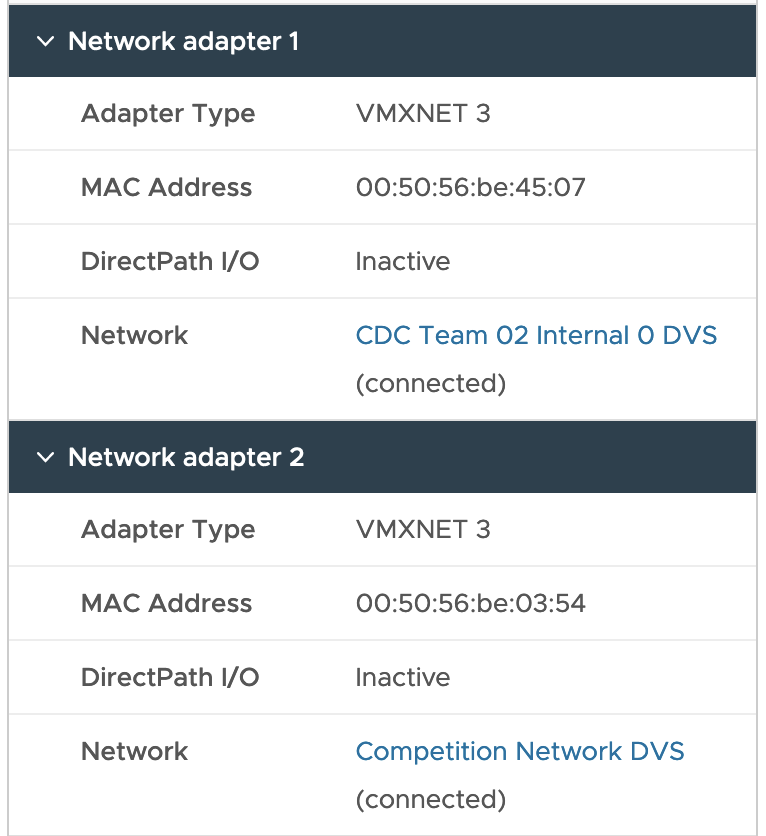 Network adapter 1
Adapter Type VMXNET 3
MAC Address 00:50:56:be:45:07
DirectPath I/O Inactive
Network CDC Team 02 Internal 0 DVS
(connected)
Network adapter 2
Adapter Type VMXNET 3
MAC Address 00:50:56:be:03:54
DirectPath I/O Inactive
Network Competition Network DVS
(connected)